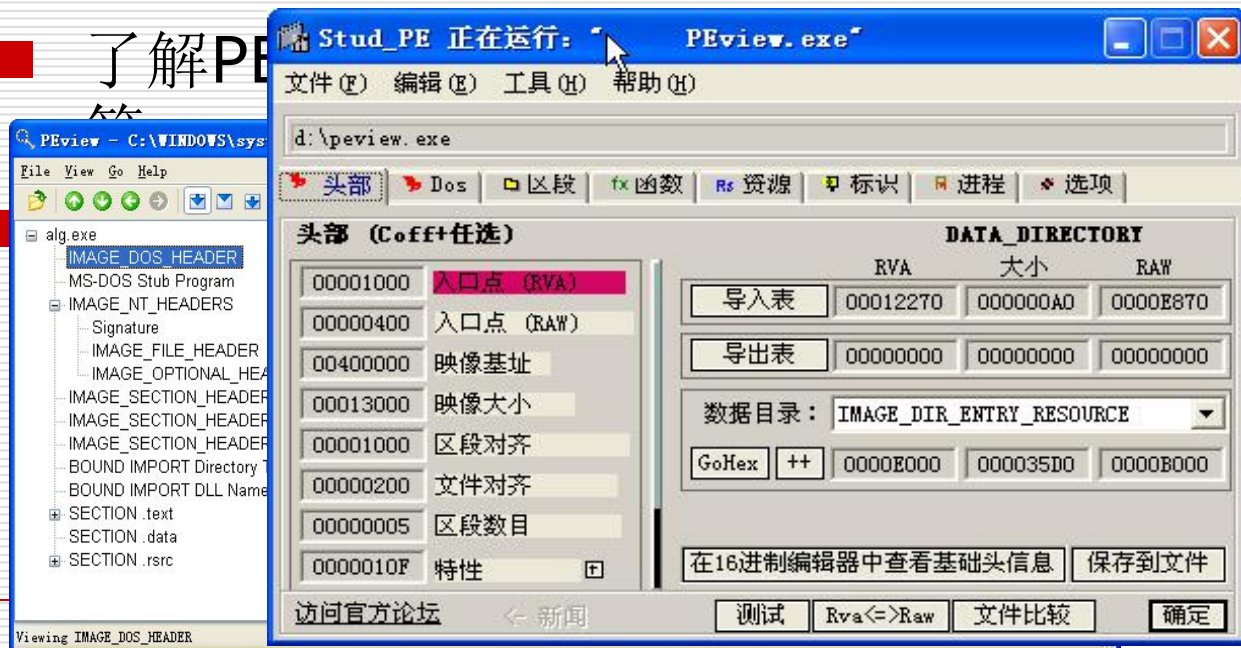 了解PE
Stud_PE 正在运行：“ PEview.exe”
文件(F) 编辑(E) 工具(H) 帮助(H)
d:\peview.exe
头部 Dos 区段 fx 函数 Rs 资源 标识 进程 选项
头部 (Coff+任选)
00001000 入口点 (RVA)
00000400 入口点 (RAW)
00400000 映像基址
00013000 映像大小
00001000 区段对齐
00000200 文件对齐
00000005 区段数目
0000010F 特性
DATA_DIRECTORY
RVA 大小 RAW
导入表 00012270 000000A0 0000E870
导出表 00000000 00000000 00000000
数据目录： IMAGE_DIR_ENTRY_RESOURCE
GoHex ++ 0000E000 000035D0 0000B000
在16进制编辑器中查看基础头信息 保存到文件
访问官方论坛 <- 新闻 测试 Rva<=>Raw 文件比较 确定
PEview - C:\WINDOWS\sys
File View Go Help
alg.exe
IMAGE_DOS_HEADER
MS-DOS Stub Program
IMAGE_NT_HEADERS
Signature
IMAGE_FILE_HEADER
IMAGE_OPTIONAL_HEA
IMAGE_SECTION_HEADER
IMAGE_SECTION_HEADER
IMAGE_SECTION_HEADER
BOUND IMPORT Directory T
BOUND IMPORT DLL Name
SECTION .text
SECTION .data
SECTION .rsrc
Viewing IMAGE_DOS_HEADER